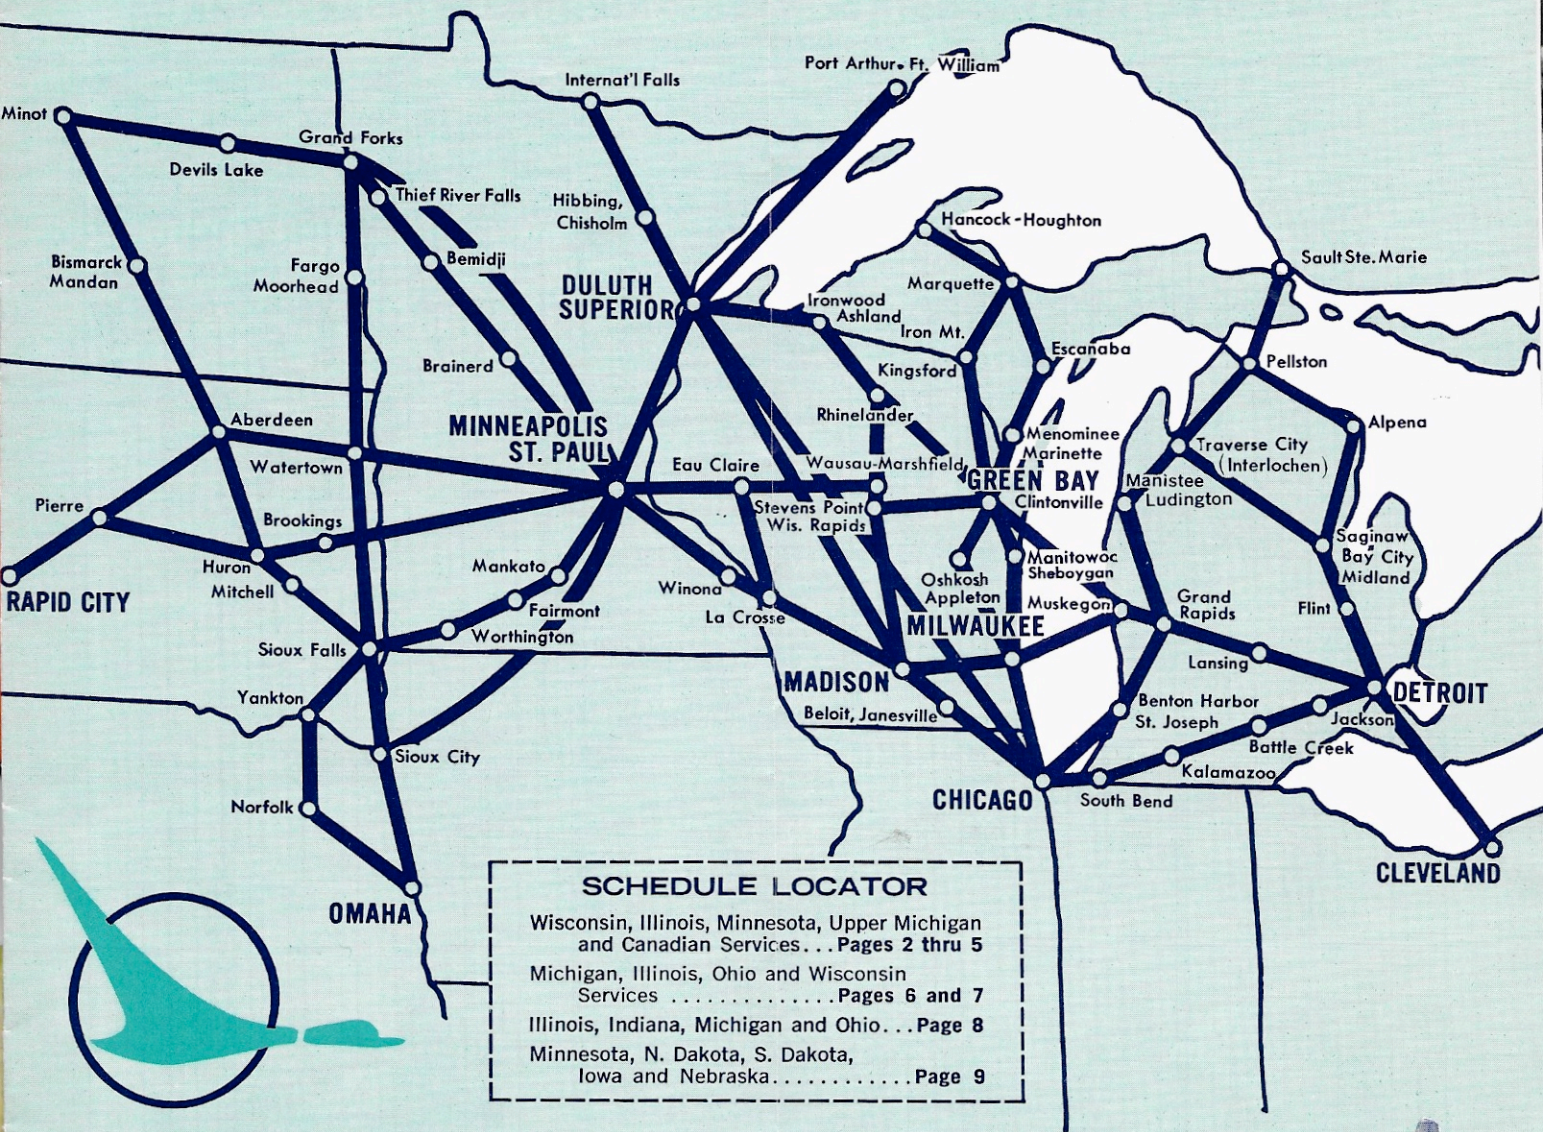 Port Arthur • Ft. William
Internat'l Falls
Minot
Grand Forks
Devils Lake
Thief River Falls
Hibbing,
Chisholm
Hancock-Houghton
Bismarck
Mandan
Fargo
Moorhead
Bemidji
Sault Ste. Marie
DULUTH
SUPERIOR
Marquette
Ironwood
Ashland
Iron Mt.
Kingsford
Escanaba
Pellston
Brainerd
Rhinelander
Aberdeen
MINNEAPOLIS
ST. PAUL
Menominee
Marinette
Alpena
Traverse City
(Interlochen)
Watertown
Eau Claire
Wausau-Marshfield
GREEN BAY
Clintonville
Manistee
Ludington
Pierre
Brookings
Stevens Point
Wis. Rapids
Saginaw
Bay City
Midland
Huron
Mitchell
Mankato
Winona
Oshkosh
Appleton
Manitowoc
Sheboygan
RAPID CITY
Fairmont
La Crosse
Muskegon
Grand
Rapids
Flint
Worthington
MILWAUKEE
Sioux Falls
Lansing
MADISON
DETROIT
Yankton
Beloit, Janesville
Benton Harbor
St. Joseph
Jackson
Battle Creek
Sioux City
Kalamazoo
Norfolk
CHICAGO
South Bend
CLEVELAND
OMAHA
SCHEDULE LOCATOR
Wisconsin, Illinois, Minnesota, Upper Michigan
and Canadian Services...Pages 2 thru 5
Michigan, Illinois, Ohio and Wisconsin
Services ..............Pages 6 and 7
Illinois, Indiana, Michigan and Ohio...Page 8
Minnesota, N. Dakota, S. Dakota,
Iowa and Nebraska............Page 9